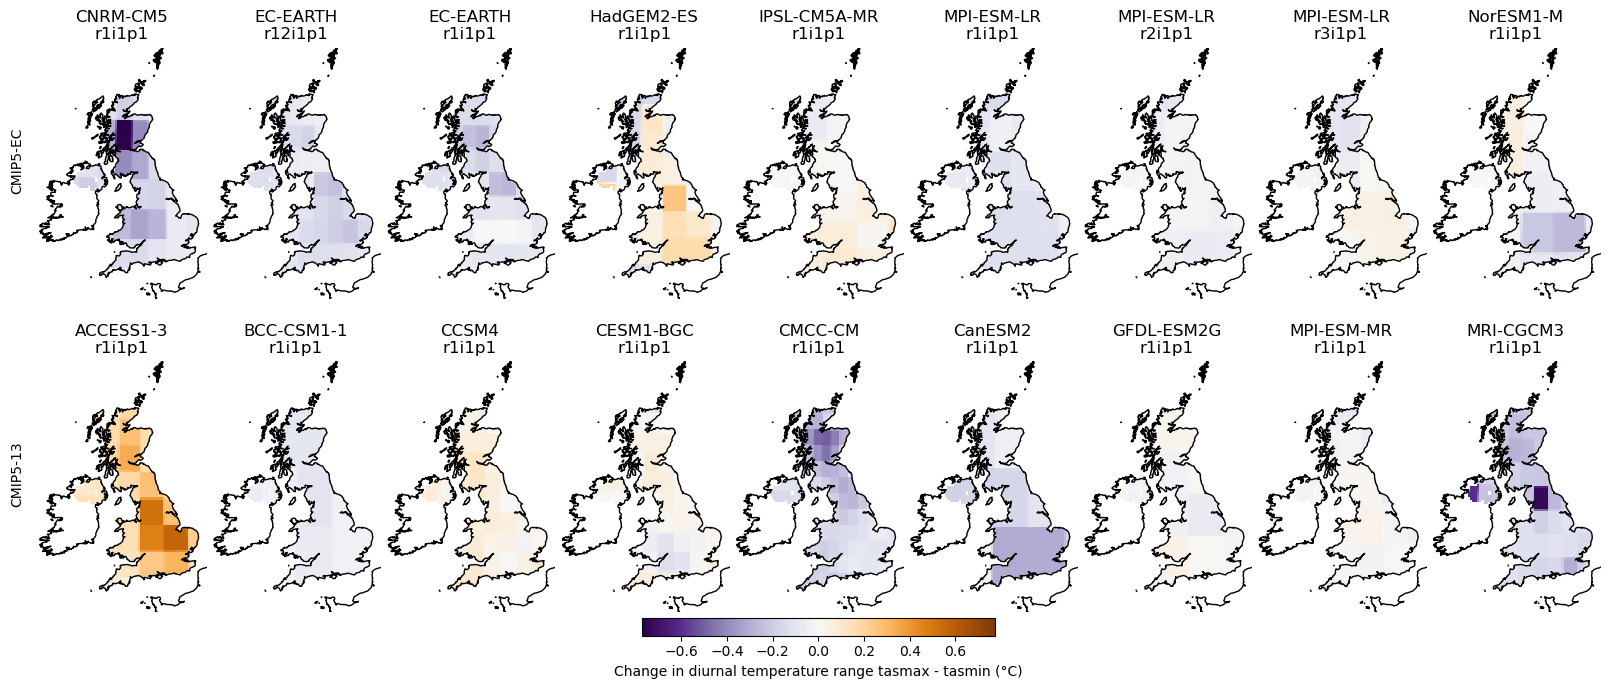 CNRM-CM5
r1i1p1
EC-EARTH
r12i1p1
EC-EARTH
r1i1p1
HadGEM2-ES
r1i1p1
IPSL-CM5A-MR
r1i1p1
MPI-ESM-LR
r1i1p1
MPI-ESM-LR
r2i1p1
MPI-ESM-LR
r3i1p1
NorESM1-M
r1i1p1
CMIP5-EC
ACCESS1-3
r1i1p1
BCC-CSM1-1
r1i1p1
CCSM4
r1i1p1
CESM1-BGC
r1i1p1
CMCC-CM
r1i1p1
CanESM2
r1i1p1
GFDL-ESM2G
r1i1p1
MPI-ESM-MR
r1i1p1
MRI-CGCM3
r1i1p1
CMIP5-13
−0.6 −0.4 −0.2 0.0 0.2 0.4 0.6
Change in diurnal temperature range tasmax - tasmin (°C)